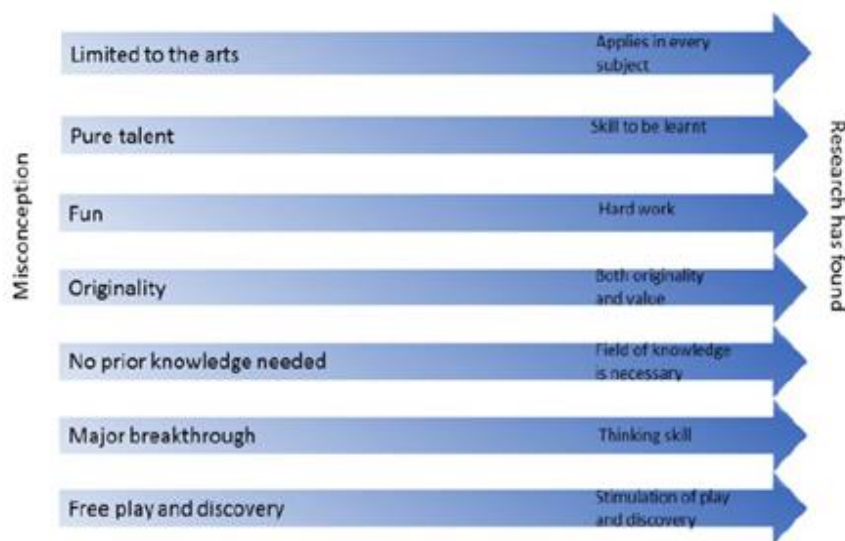 Misconception
Research has found
Limited to the arts
Applies in every
subject
Pure talent
Skill to be learnt
Fun
Hard work
Originality
Both originality
and value
No prior knowledge needed
Field of knowledge
is necessary
Major breakthrough
Thinking skill
Free play and discovery
Stimulation of play
and discovery